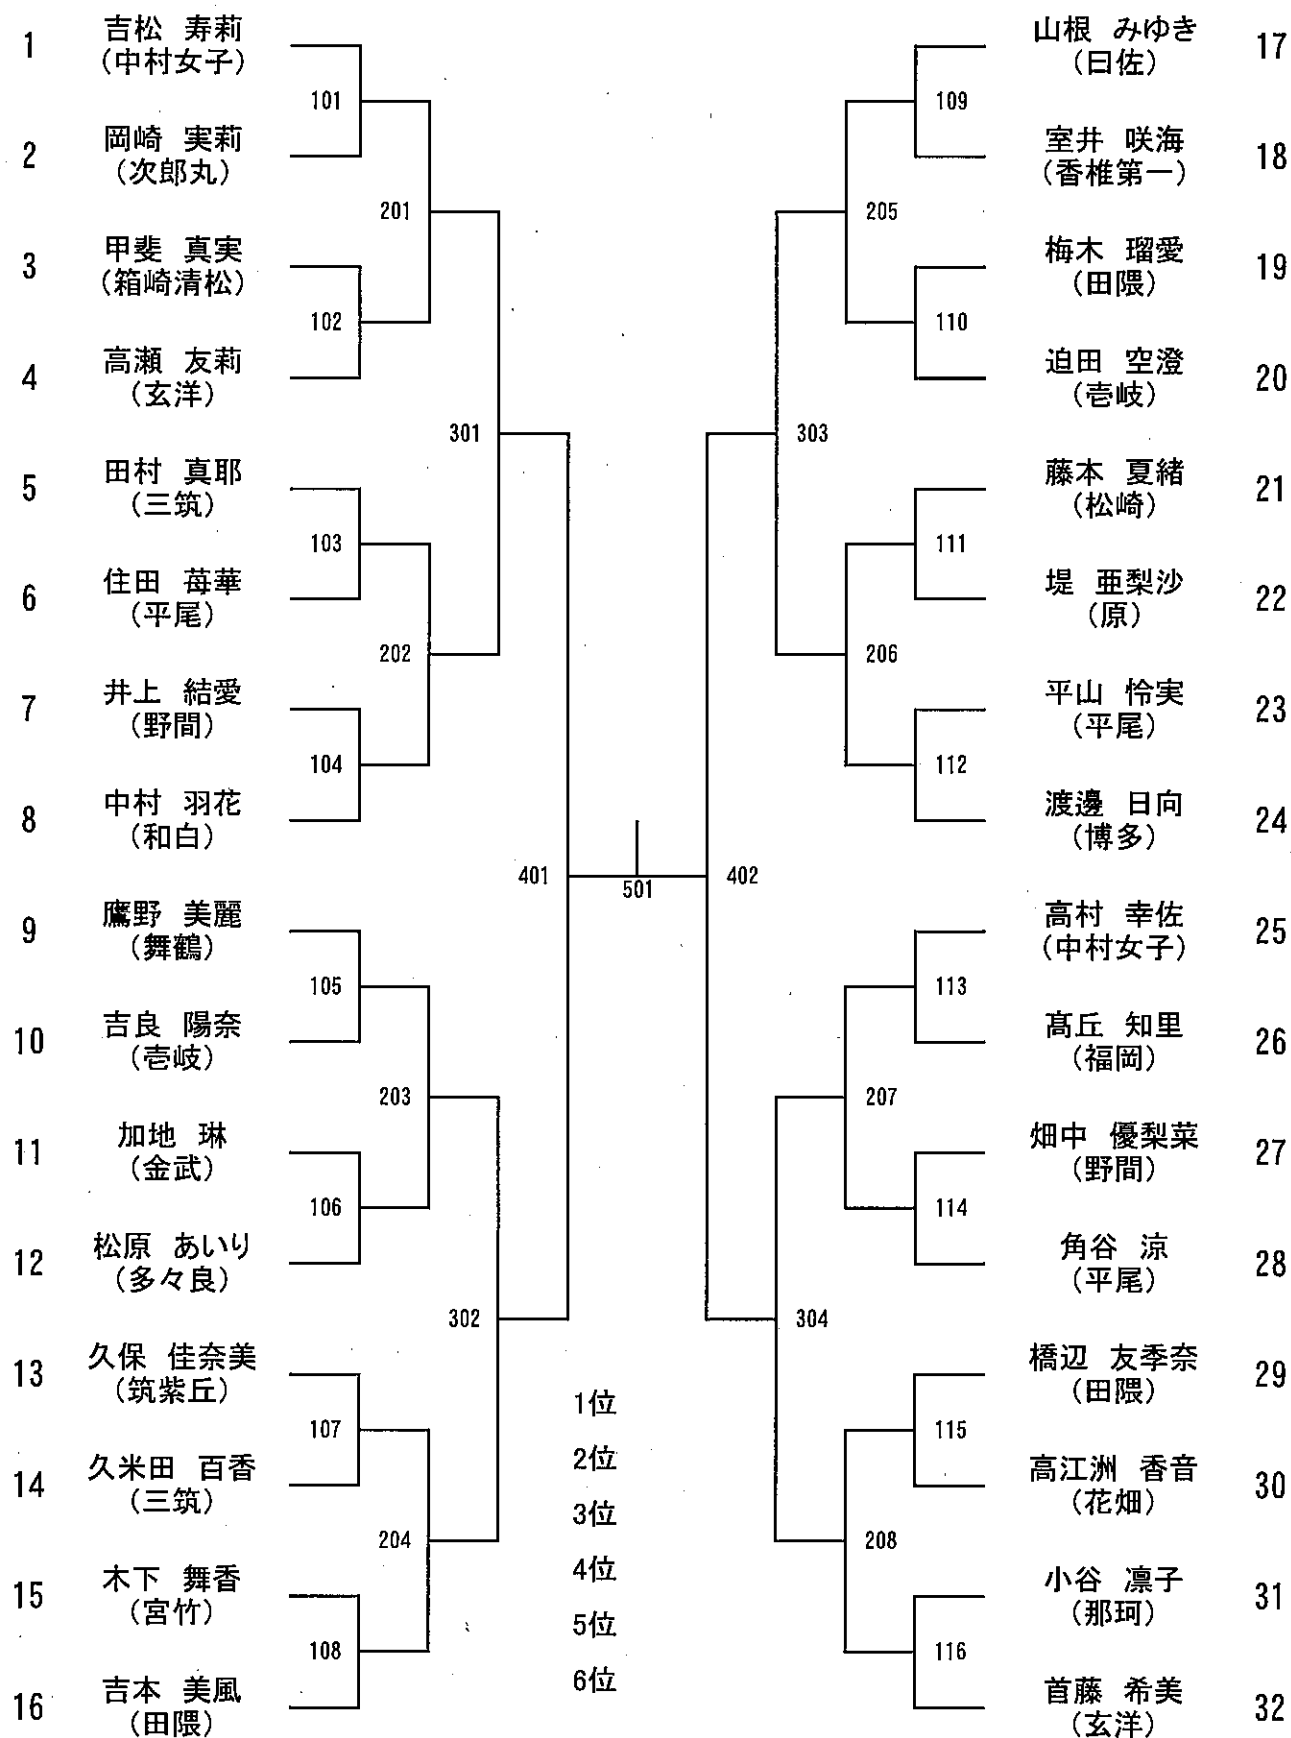 1
吉松 寿莉
(中村女子)
101
2
岡崎 実莉
(次郎丸)
201
3
甲斐 真実
(箱崎清松)
102
4
高瀬 友莉
(玄洋)
301
5
田村 真耶
(三筑)
103
6
住田 苺華
(平尾)
202
7
井上 結愛
(野間)
104
8
中村 羽花
(和白)
401
9
鷹野 美麗
(舞鶴)
105
10
吉良 陽奈
(壱岐)
203
11
加地 琳
(金武)
106
12
松原 あいり
(多々良)
302
13
久保 佳奈美
(筑紫丘)
107
14
久米田 百香
(三筑)
204
15
木下 舞香
(宮竹)
108
16
吉本 美風
(田隈)
501
1位
2位
3位
4位
5位
6位
山根 みゆき
(曰佐)
17
109
室井 咲海
(香椎第一)
18
205
梅木 瑠愛
(田隈)
19
110
迫田 空澄
(壱岐)
20
303
藤本 夏緒
(松崎)
21
111
堤 亜梨沙
(原)
22
206
平山 怜実
(平尾)
23
112
渡邊 日向
(博多)
24
402
高村 幸佐
(中村女子)
25
113
髙丘 知里
(福岡)
26
207
畑中 優梨菜
(野間)
27
114
角谷 涼
(平尾)
28
304
橋辺 友季奈
(田隈)
29
115
高江洲 香音
(花畑)
30
208
小谷 凛子
(那珂)
31
116
首藤 希美
(玄洋)
32